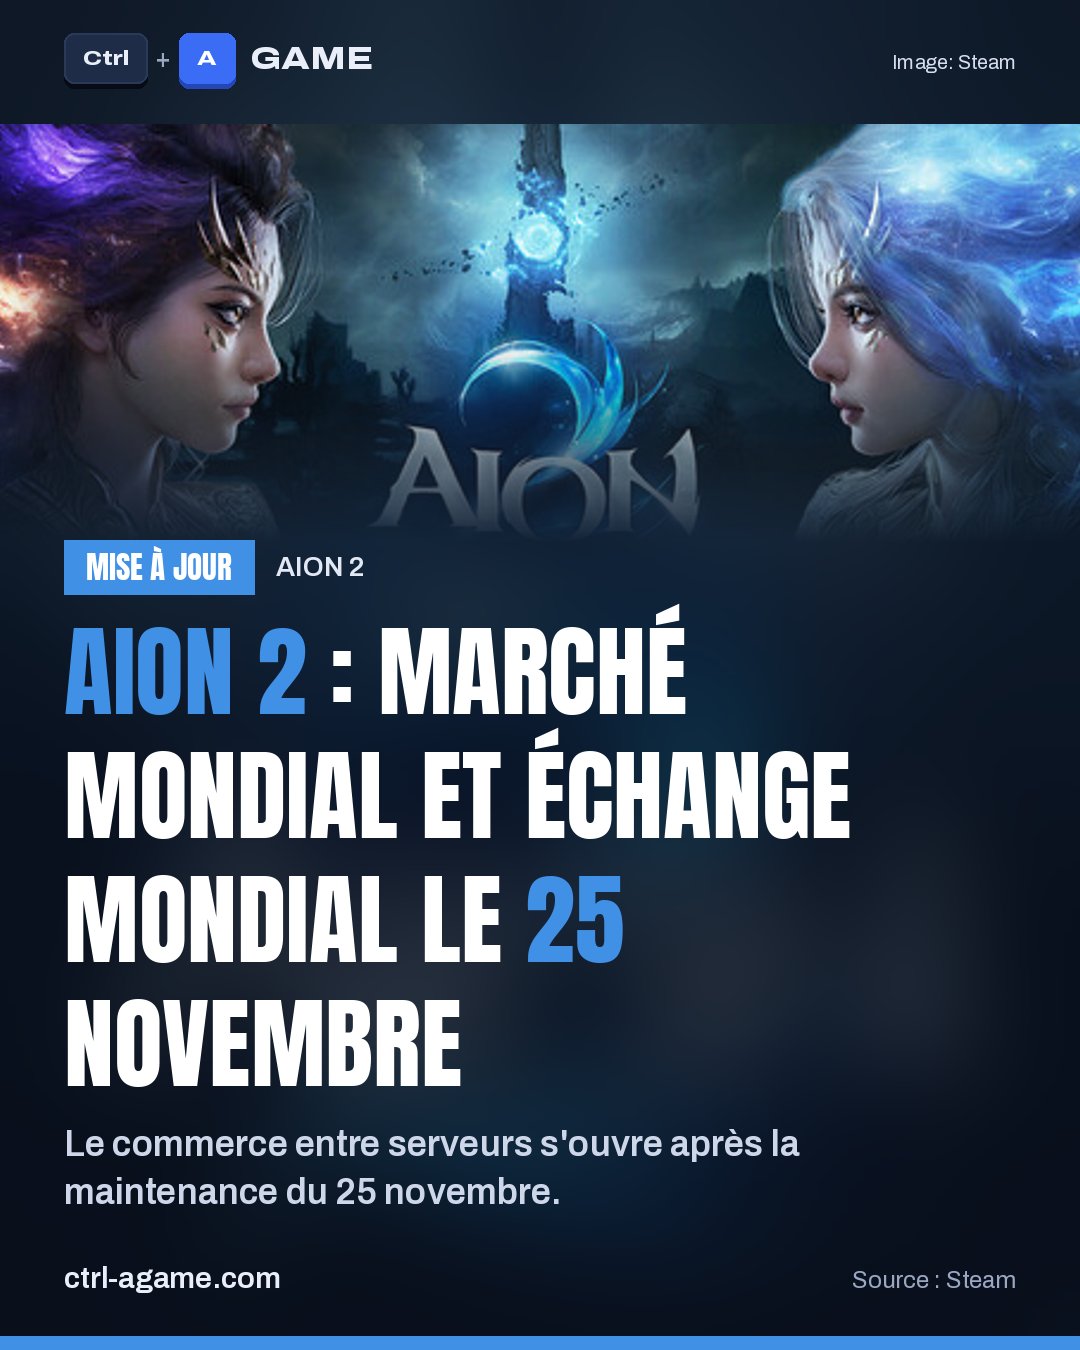 Ctrl + A GAME
Image: Steam
AION
MISE À JOUR AION 2
AION 2 : MARCHÉ
MONDIAL ET ÉCHANGE
MONDIAL LE 25
NOVEMBRE
Le commerce entre serveurs s'ouvre après la
maintenance du 25 novembre.
ctrl-agame.com
Source : Steam